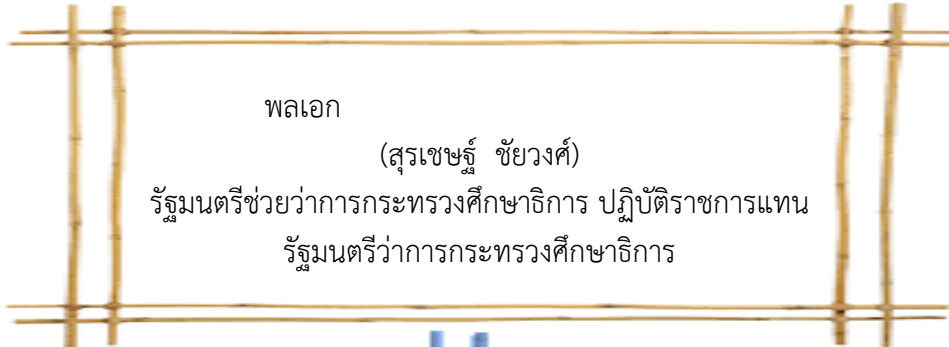 พลเอก
(สุรเชษฐ์ ชัยวงศ์)
รัฐมนตรีช่วยว่าการกระทรวงศึกษาธิการ ปฏิบัติราชการแทน
รัฐมนตรีว่าการกระทรวงศึกษาธิการ